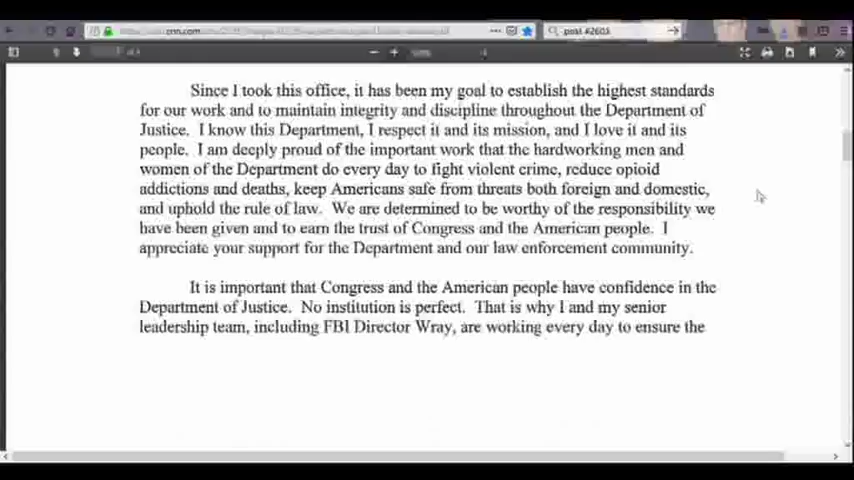 cnn.com
post #2603
Since I took this office, it has been my goal to establish the highest standards
for our work and to maintain integrity and discipline throughout the Department of
Justice. I know this Department, I respect it and its mission, and I love it and its
people. I am deeply proud of the important work that the hardworking men and
women of the Department do every day to fight violent crime, reduce opioid
addictions and deaths, keep Americans safe from threats both foreign and domestic,
and uphold the rule of law. We are determined to be worthy of the responsibility we
have been given and to earn the trust of Congress and the American people. I
appreciate your support for the Department and our law enforcement community.
It is important that Congress and the American people have confidence in the
Department of Justice. No institution is perfect. That is why I and my senior
leadership team, including FBI Director Wray, are working every day to ensure the